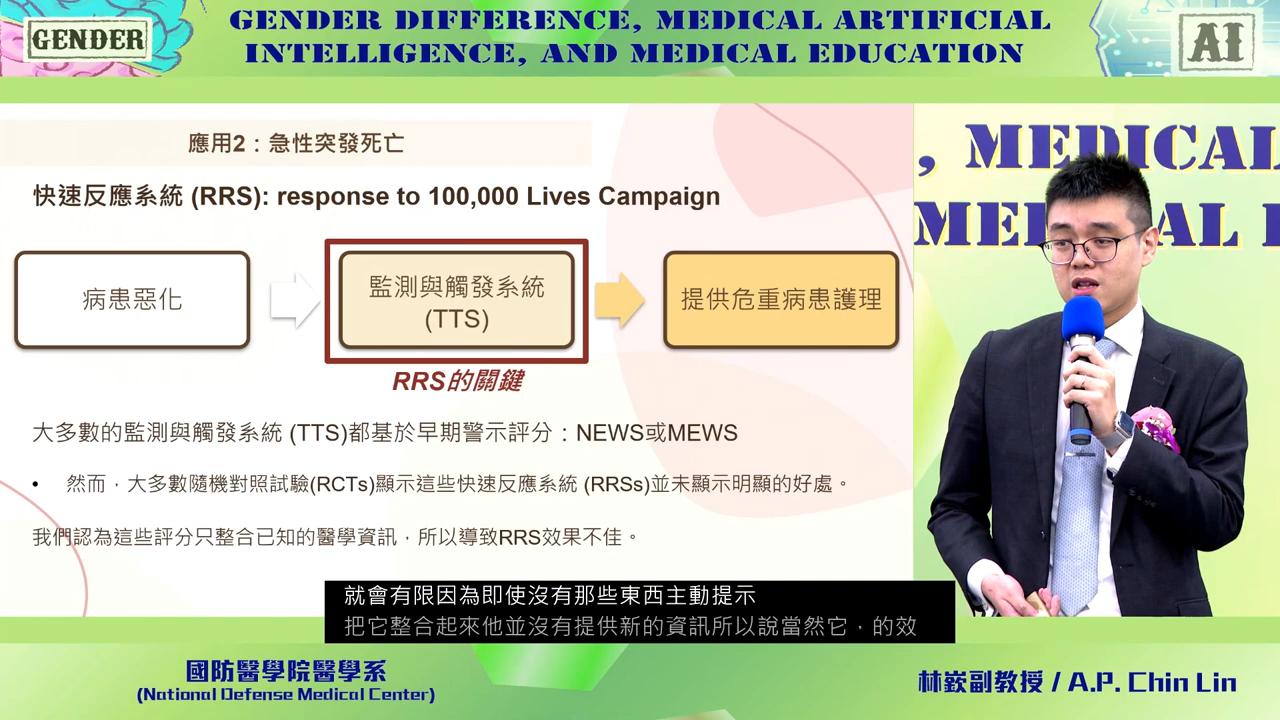 GENDER
GENDER DIFFERENCE, MEDICAL ARTIFICIAL
INTELLIGENCE, AND MEDICAL EDUCATION
AI
應用2：急性突發死亡
快速反應系統 (RRS): response to 100,000 Lives Campaign
病患惡化
監測與觸發系統
(TTS)
提供危重病患護理
RRS的關鍵
大多數的監測與觸發系統 (TTS)都基於早期警示評分：NEWS或MEWS
• 然而，大多數隨機對照試驗(RCTs)顯示這些快速反應系統 (RRSs)並未顯示明顯的好處。
我們認為這些評分只整合已知的醫學資訊，所以導致RRS效果不佳。
, MEDICAL
MEDICAL E
就會有限因為即使沒有那些東西主動提示
把它整合起來他並沒有提供新的資訊所以說當然它，的效
國防醫學院醫學系
(National Defense Medical Center)
林嶔副教授 / A.P. Chin Lin